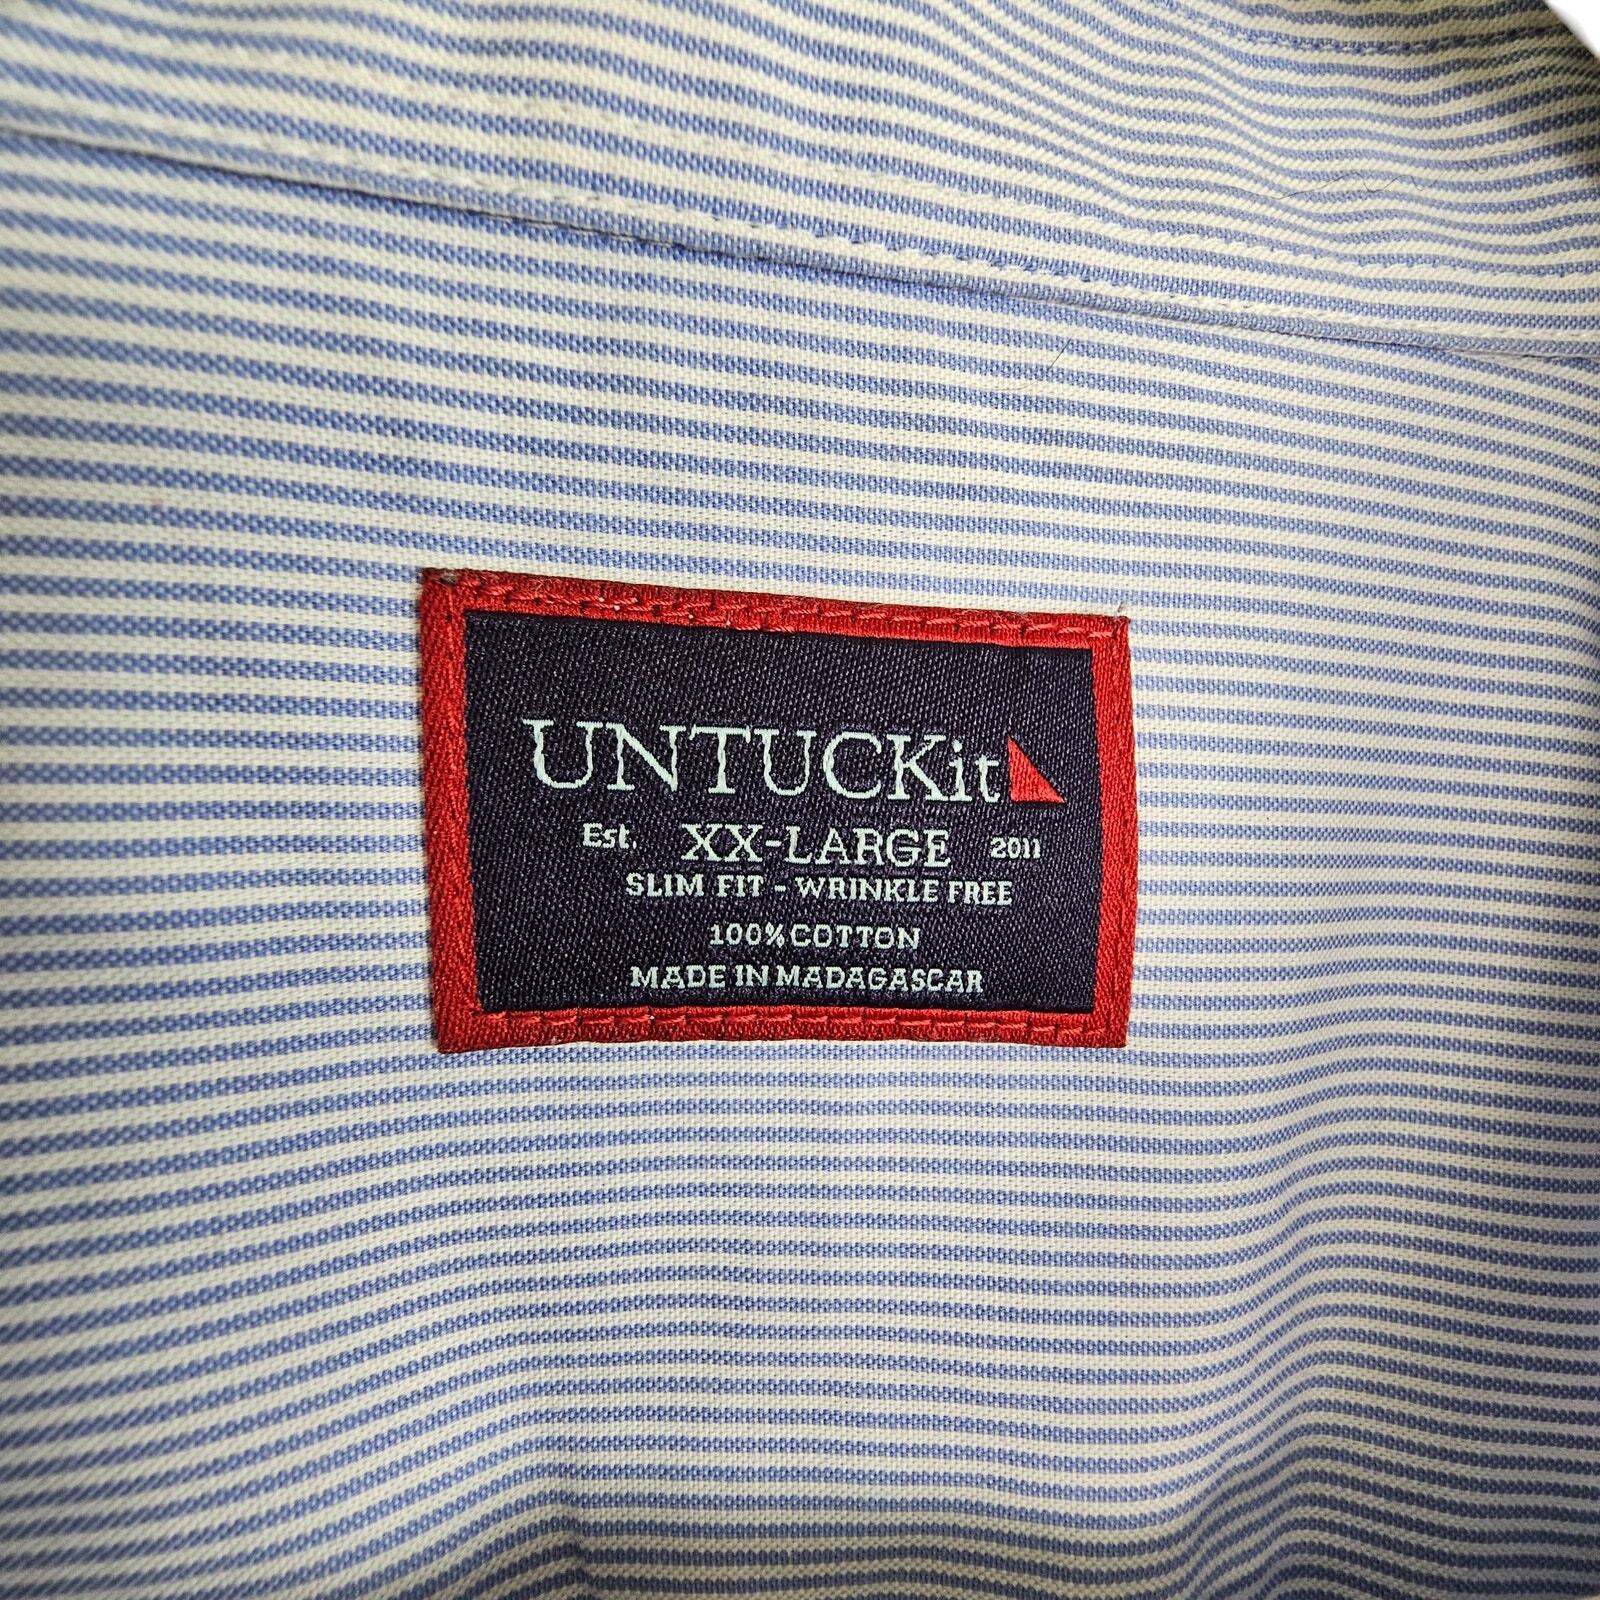 UNTUCKit
Est. XX-LARGE 2011
SLIM FIT - WRINKLE FREE
100% COTTON
MADE IN MADAGASCAR